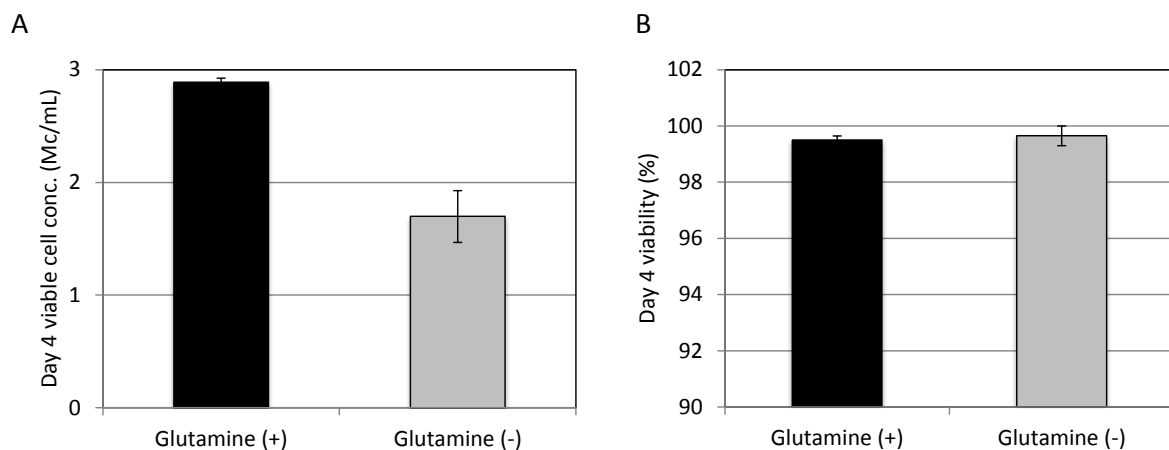 A
Day 4 viable cell conc. (Mc/mL)
3
2
1
0
Glutamine (+)
Glutamine (-)
B
Day 4 viability (%)
102
100
98
96
94
92
90
Glutamine (+)
Glutamine (-)